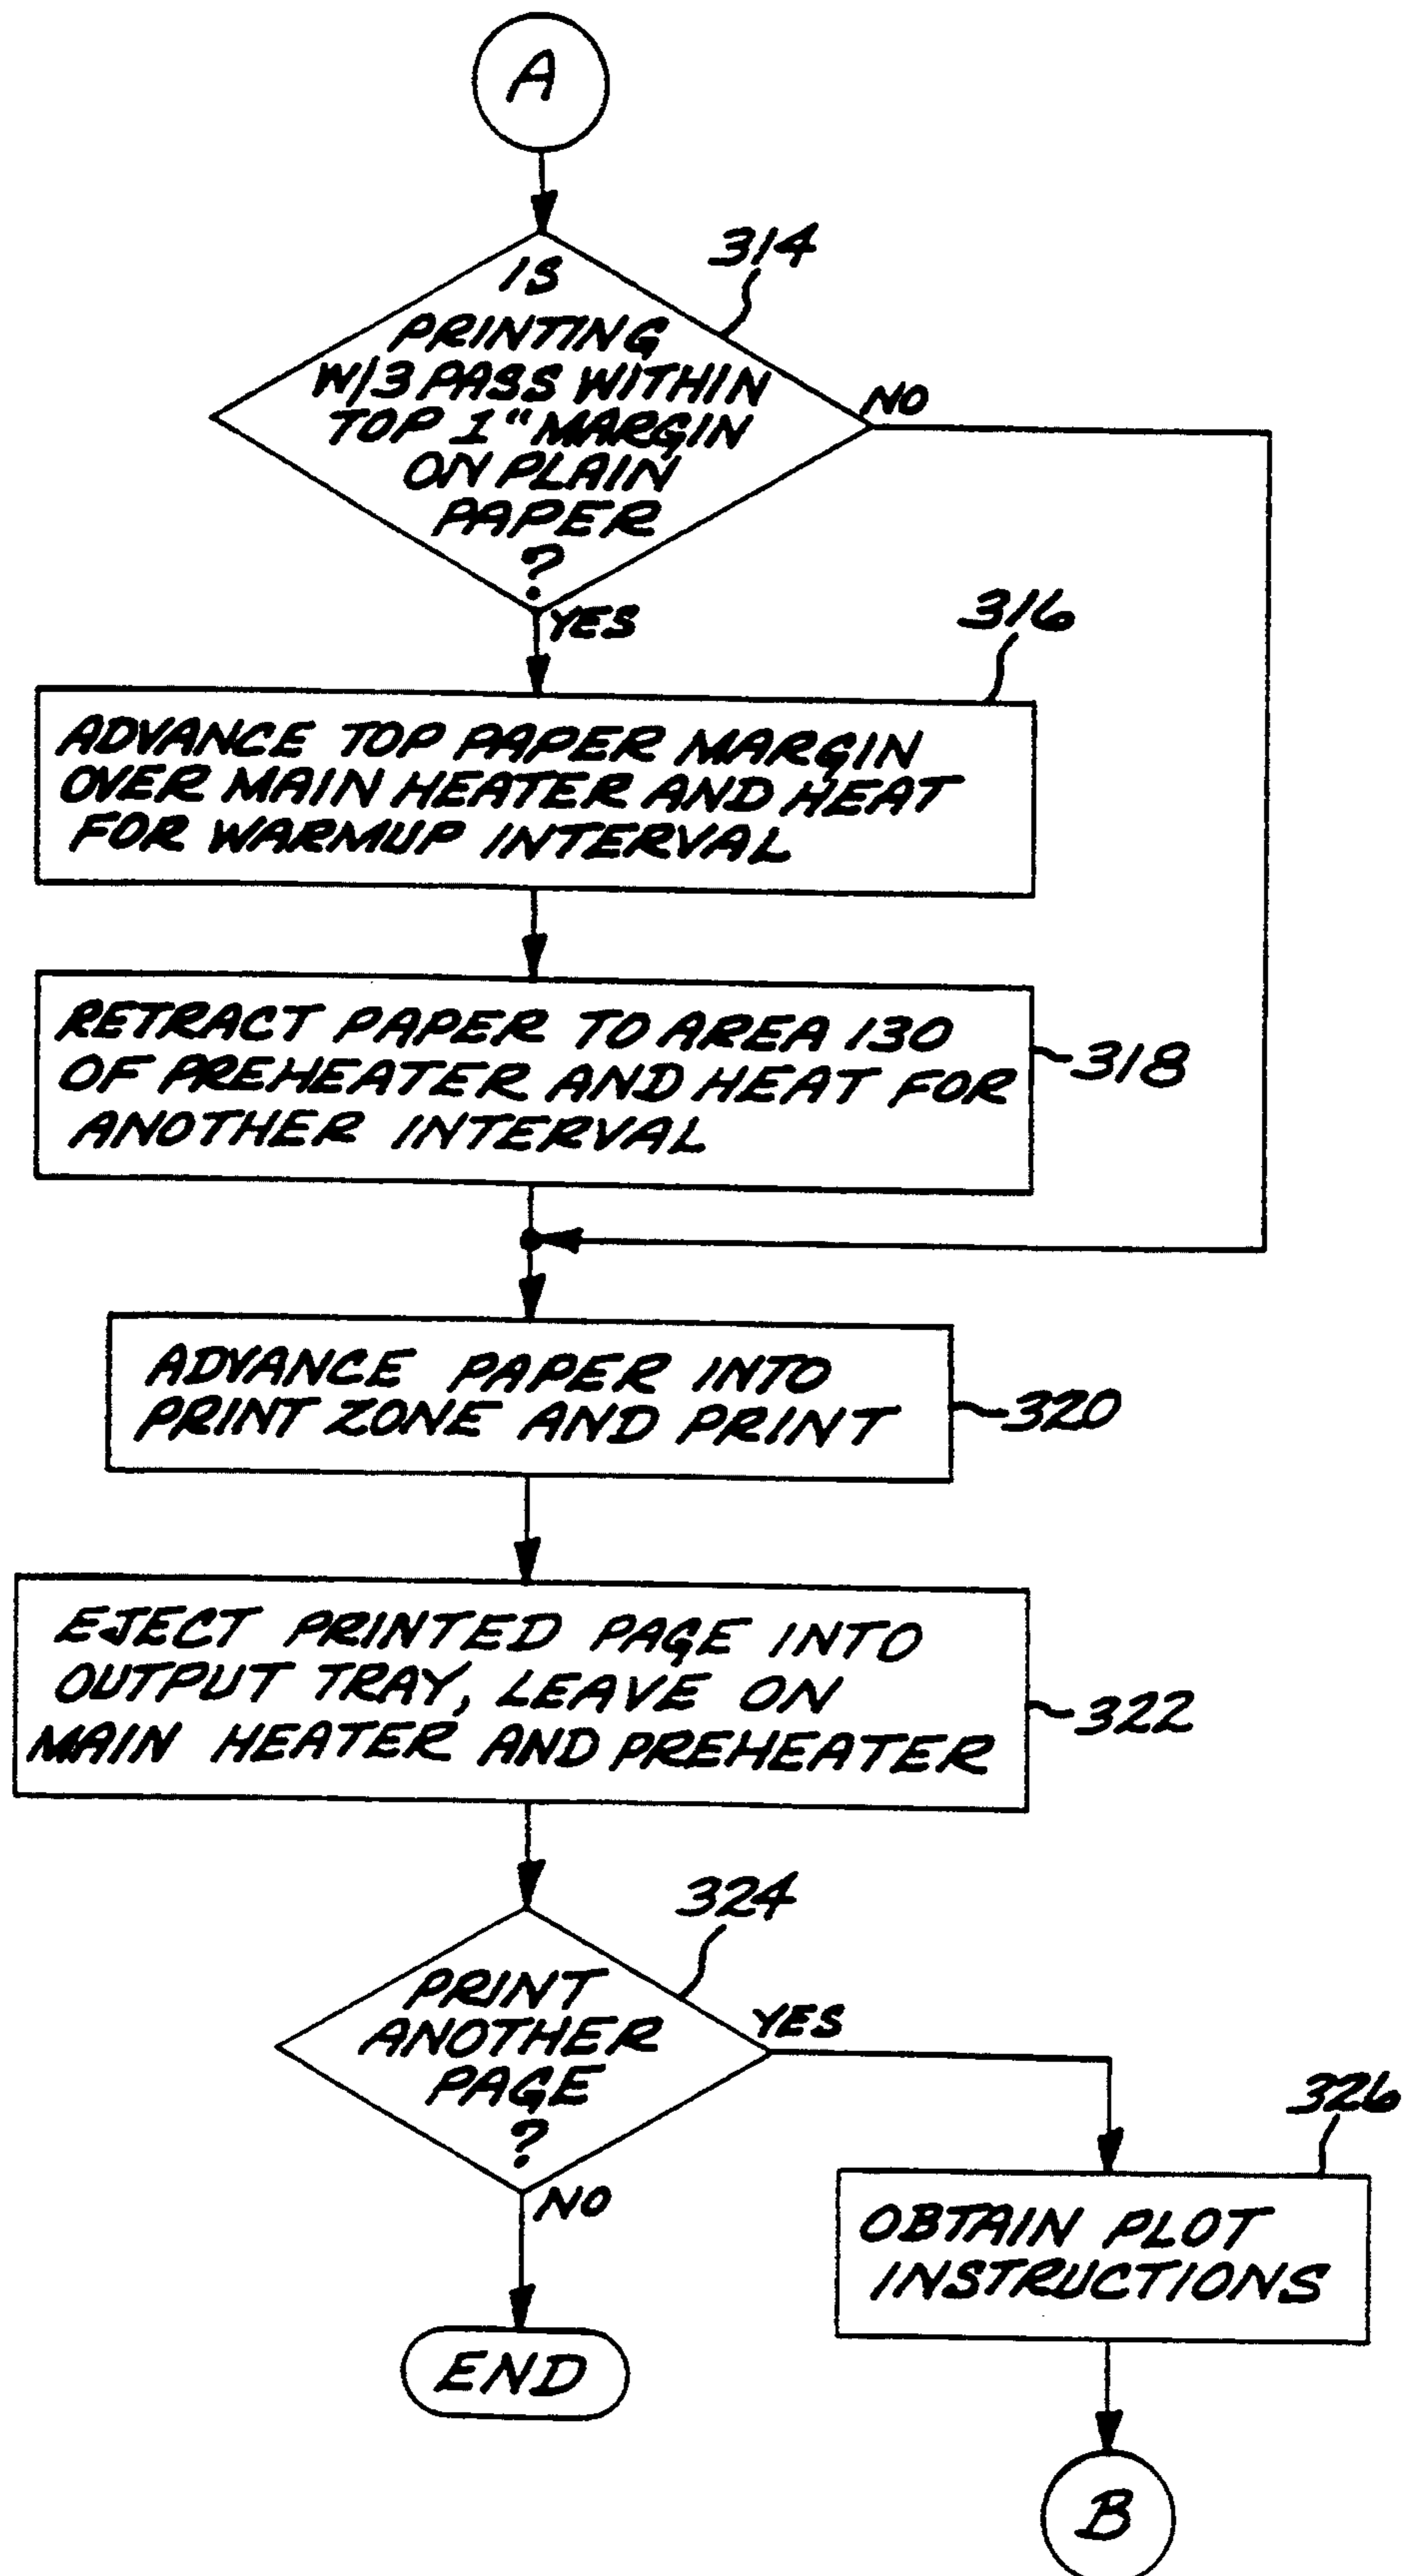 A
314
IS
PRINTING
W/3 PASS WITHIN
TOP 1" MARGIN
ON PLAIN
PAPER
?
NO
YES
316
ADVANCE TOP PAPER MARGIN
OVER MAIN HEATER AND HEAT
FOR WARMUP INTERVAL
RETRACT PAPER TO AREA 130
OF PREHEATER AND HEAT FOR
ANOTHER INTERVAL
318
ADVANCE PAPER INTO
PRINT ZONE AND PRINT
320
EJECT PRINTED PAGE INTO
OUTPUT TRAY, LEAVE ON
MAIN HEATER AND PREHEATER
322
324
PRINT
ANOTHER
PAGE
?
YES
NO
326
OBTAIN PLOT
INSTRUCTIONS
END
B